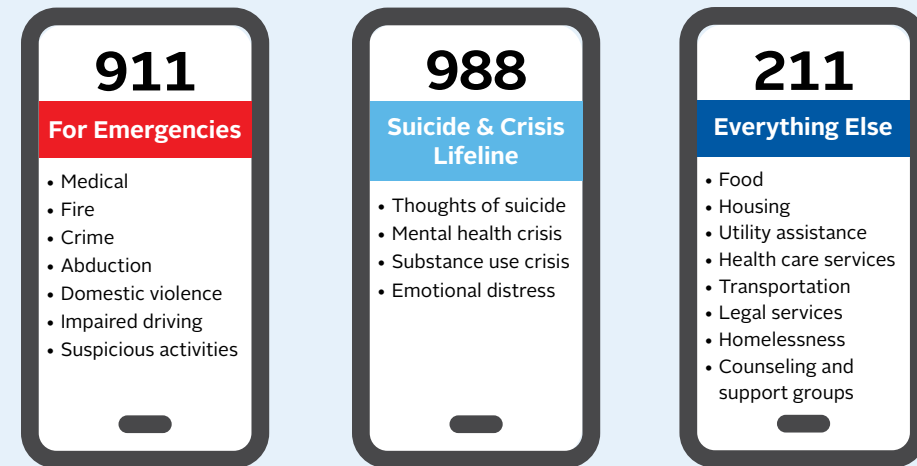 911
For Emergencies
• Medical
• Fire
• Crime
• Abduction
• Domestic violence
• Impaired driving
• Suspicious activities
988
Suicide & Crisis
Lifeline
• Thoughts of suicide
• Mental health crisis
• Substance use crisis
• Emotional distress
211
Everything Else
• Food
• Housing
• Utility assistance
• Health care services
• Transportation
• Legal services
• Homelessness
• Counseling and
support groups